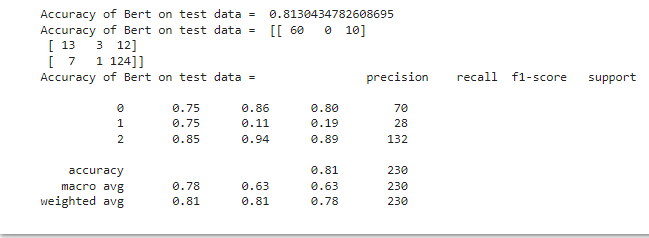 Accuracy of Bert on test data =  0.8130434782608695
Accuracy of Bert on test data =  [[ 60   0  10]
 [ 13   3  12]
 [  7   1 124]]
Accuracy of Bert on test data =                precision    recall  f1-score   support
           0       0.75      0.86      0.80        70
           1       0.75      0.11      0.19        28
           2       0.85      0.94      0.89       132
    accuracy                           0.81       230
   macro avg       0.78      0.63      0.63       230
weighted avg       0.81      0.81      0.78       230